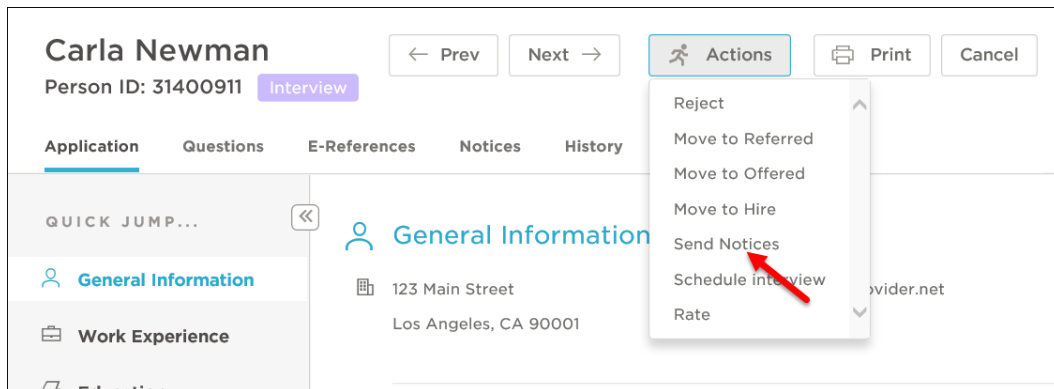 Carla Newman
Person ID: 31400911 Interview
← Prev
Next →
Actions
Print
Cancel
Reject
Move to Referred
Move to Offered
Move to Hire
Send Notices
Schedule interview
Rate
Application Questions E-References Notices History
QUICK JUMP...
General Information
Work Experience
General Information
123 Main Street
Los Angeles, CA 90001
ovider.net